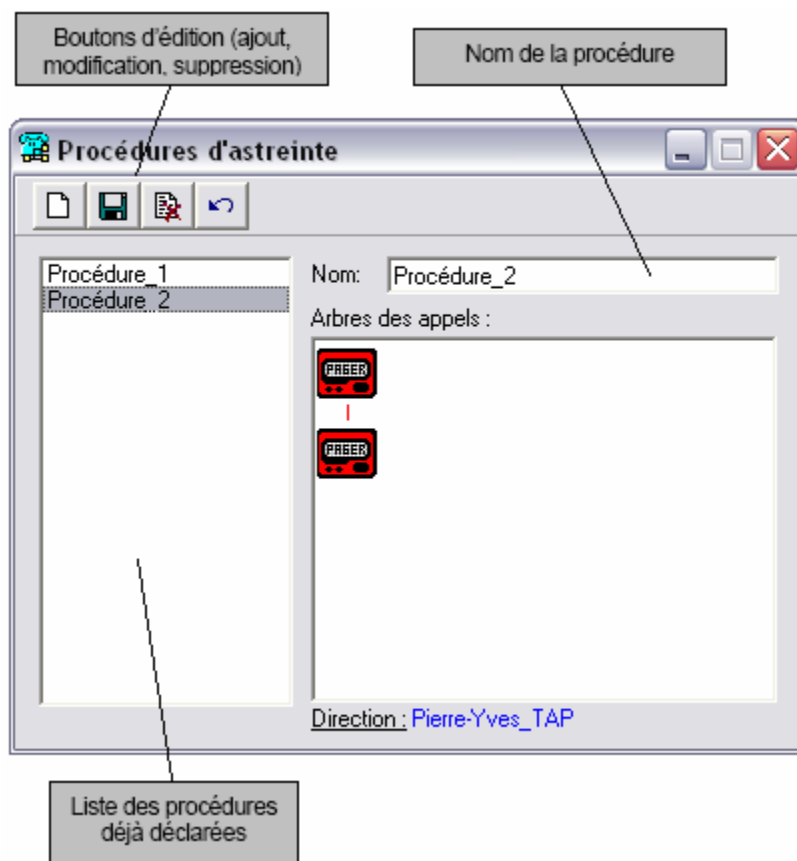 Boutons d'édition (ajout,
modification, suppression)
Nom de la procédure
Procédures d'astreinte
Procédure_1
Procédure_2
Nom:
Procédure_2
Arbres des appels :
PAGER
PAGER
Direction : Pierre-Yves_TAP
Liste des procédures
déjà déclarées